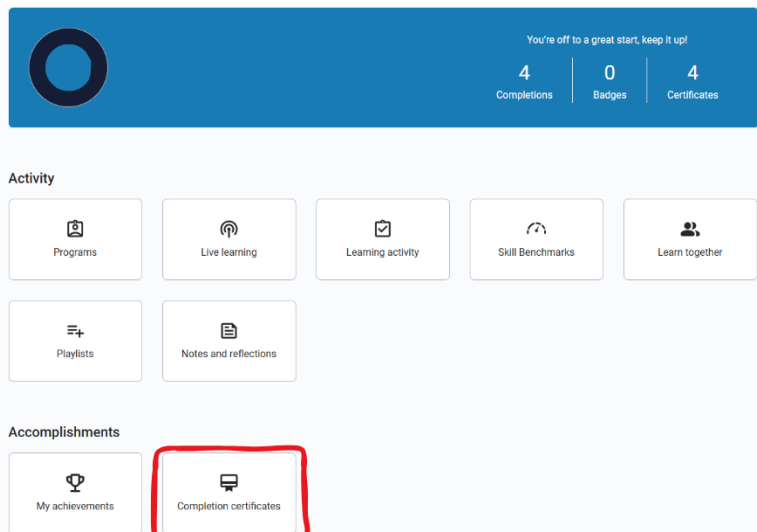 You're off to a great start, keep it up!
4 0 4
Completions Badges Certificates
Activity
Programs Live learning Learning activity Skill Benchmarks Learn together
Playlists Notes and reflections
Accomplishments
My achievements Completion certificates